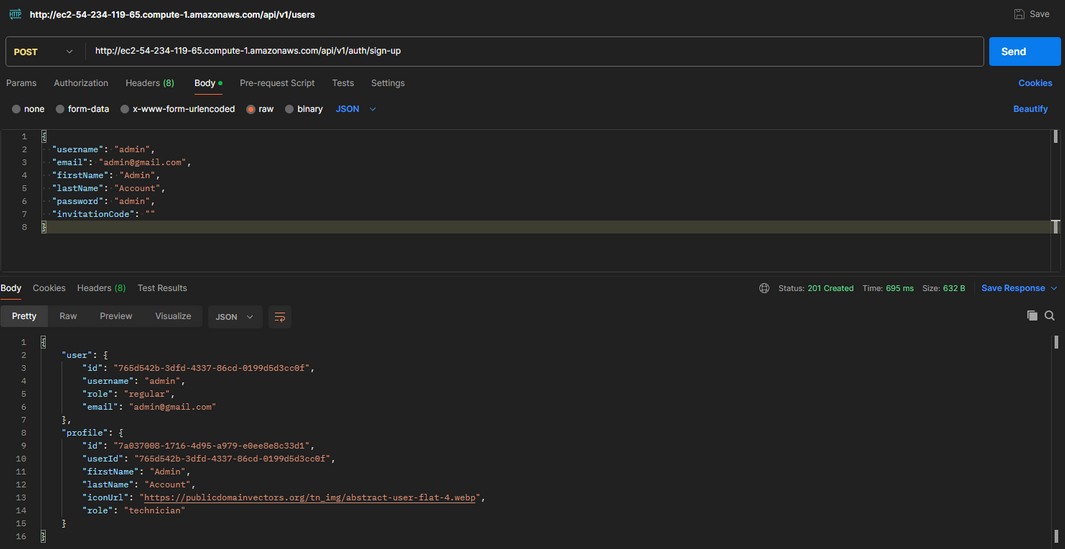 HTTP http://ec2-54-234-119-65.compute-1.amazonaws.com/api/v1/users Save
POST http://ec2-54-234-119-65.compute-1.amazonaws.com/api/v1/auth/sign-up Send
Params Authorization Headers (8) Body Pre-request Script Tests Settings Cookies
none form-data x-www-form-urlencoded raw binary JSON Beautify
1 {
2 "username": "admin",
3 "email": "admin@gmail.com",
4 "firstName": "Admin",
5 "lastName": "Account",
6 "password": "admin",
7 "invitationCode": ""
8 }
Body Cookies Headers (8) Test Results Status: 201 Created Time: 695 ms Size: 632 B Save Response
Pretty Raw Preview Visualize JSON
1 {
2 "user": {
3 "id": "765d542b-3dfd-4337-86cd-0199d5d3cc0f",
4 "username": "admin",
5 "role": "regular",
6 "email": "admin@gmail.com"
7 },
8 "profile": {
9 "id": "7a037008-1716-4d95-a979-e0ee8e8c33d1",
10 "userId": "765d542b-3dfd-4337-86cd-0199d5d3cc0f",
11 "firstName": "Admin",
12 "lastName": "Account",
13 "iconUrl": "https://publicdomainvectors.org/tn_img/abstract-user-flat-4.webp",
14 "role": "technician"
15 }
16 }